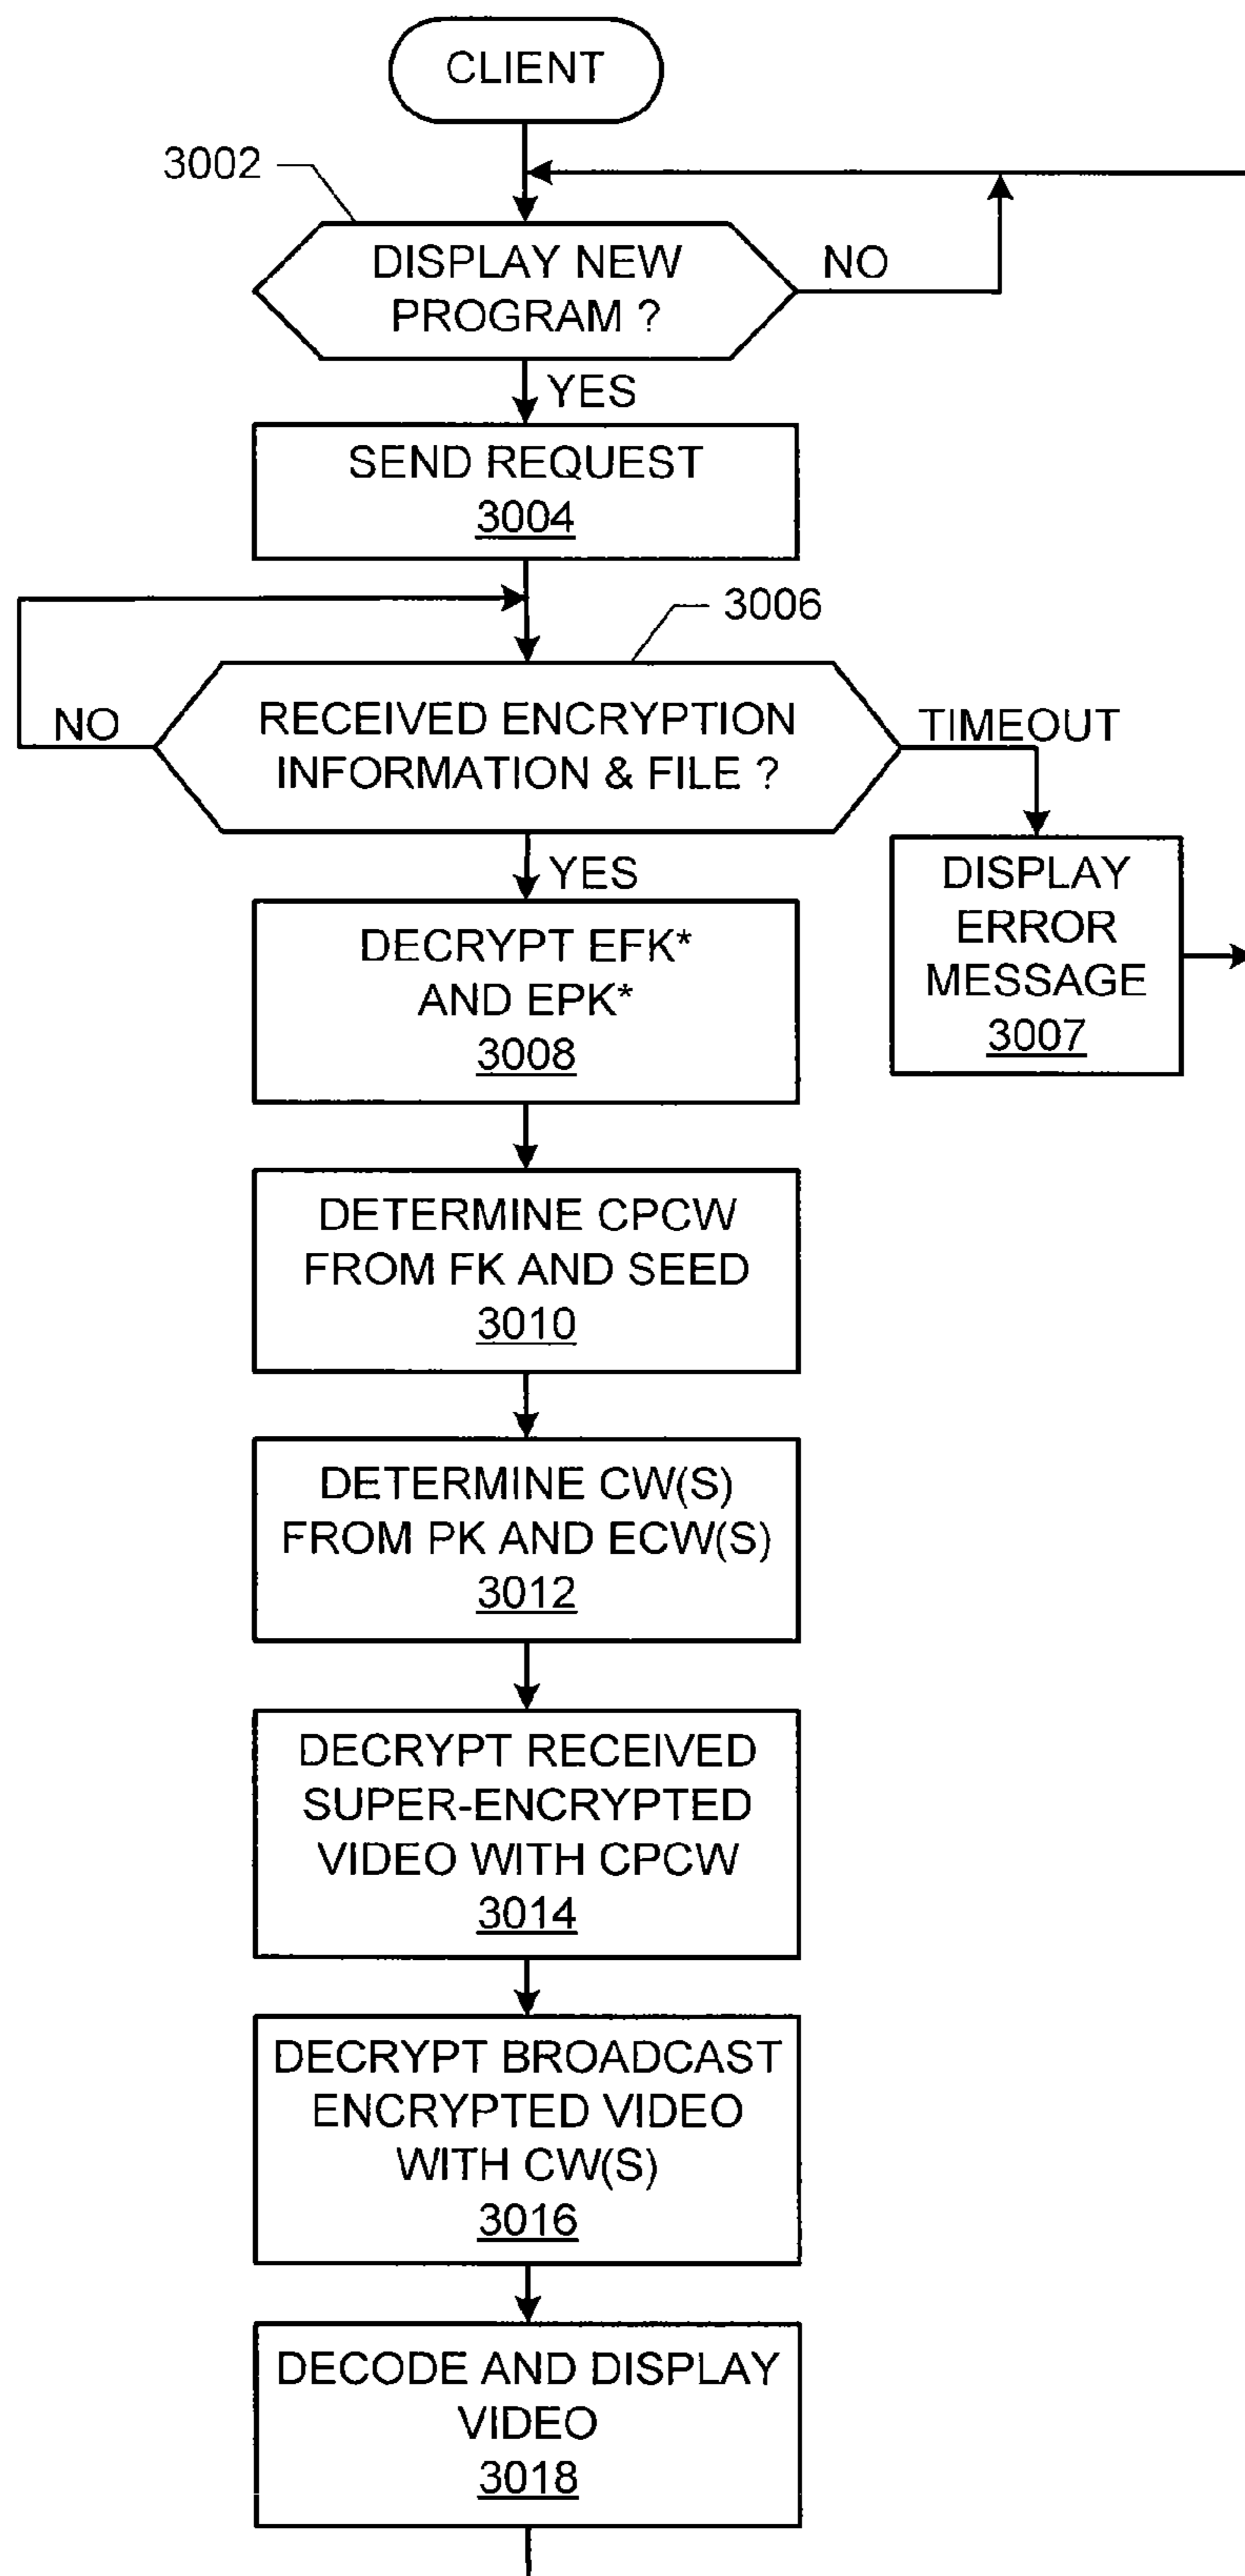 CLIENT
3002
DISPLAY NEW
PROGRAM ?
NO
YES
SEND REQUEST
3004
3006
NO
RECEIVED ENCRYPTION
INFORMATION & FILE ?
TIMEOUT
YES
DISPLAY
ERROR
MESSAGE
3007
DECRYPT EFK*
AND EPK*
3008
DETERMINE CPCW
FROM FK AND SEED
3010
DETERMINE CW(S)
FROM PK AND ECW(S)
3012
DECRYPT RECEIVED
SUPER-ENCRYPTED
VIDEO WITH CPCW
3014
DECRYPT BROADCAST
ENCRYPTED VIDEO
WITH CW(S)
3016
DECODE AND DISPLAY
VIDEO
3018